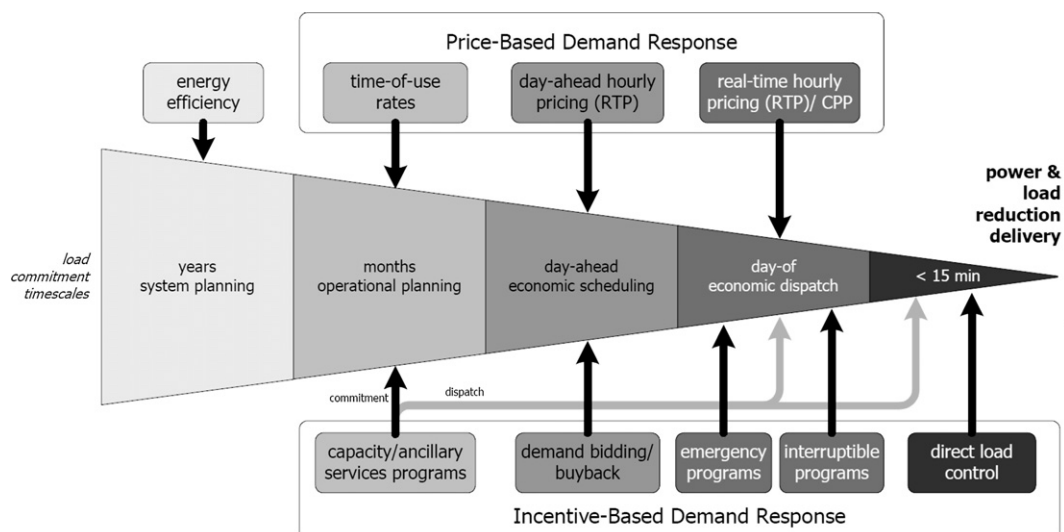 Price-Based Demand Response
energy
efficiency
time-of-use
rates
day-ahead hourly
pricing (RTP)
real-time hourly
pricing (RTP)/ CPP
power &
load
reduction
delivery
load
commitment
timescales
years
system planning
months
operational planning
day-ahead
economic scheduling
day-of
economic dispatch
< 15 min
commitment
dispatch
capacity/ancillary
services programs
demand bidding/
buyback
emergency
programs
interruptible
programs
direct load
control
Incentive-Based Demand Response